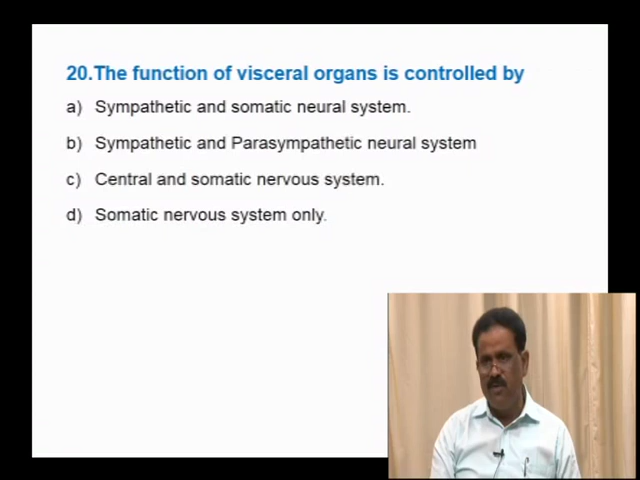 20.The function of visceral organs is controlled by
a) Sympathetic and somatic neural system.
b) Sympathetic and Parasympathetic neural system
c) Central and somatic nervous system.
d) Somatic nervous system only.